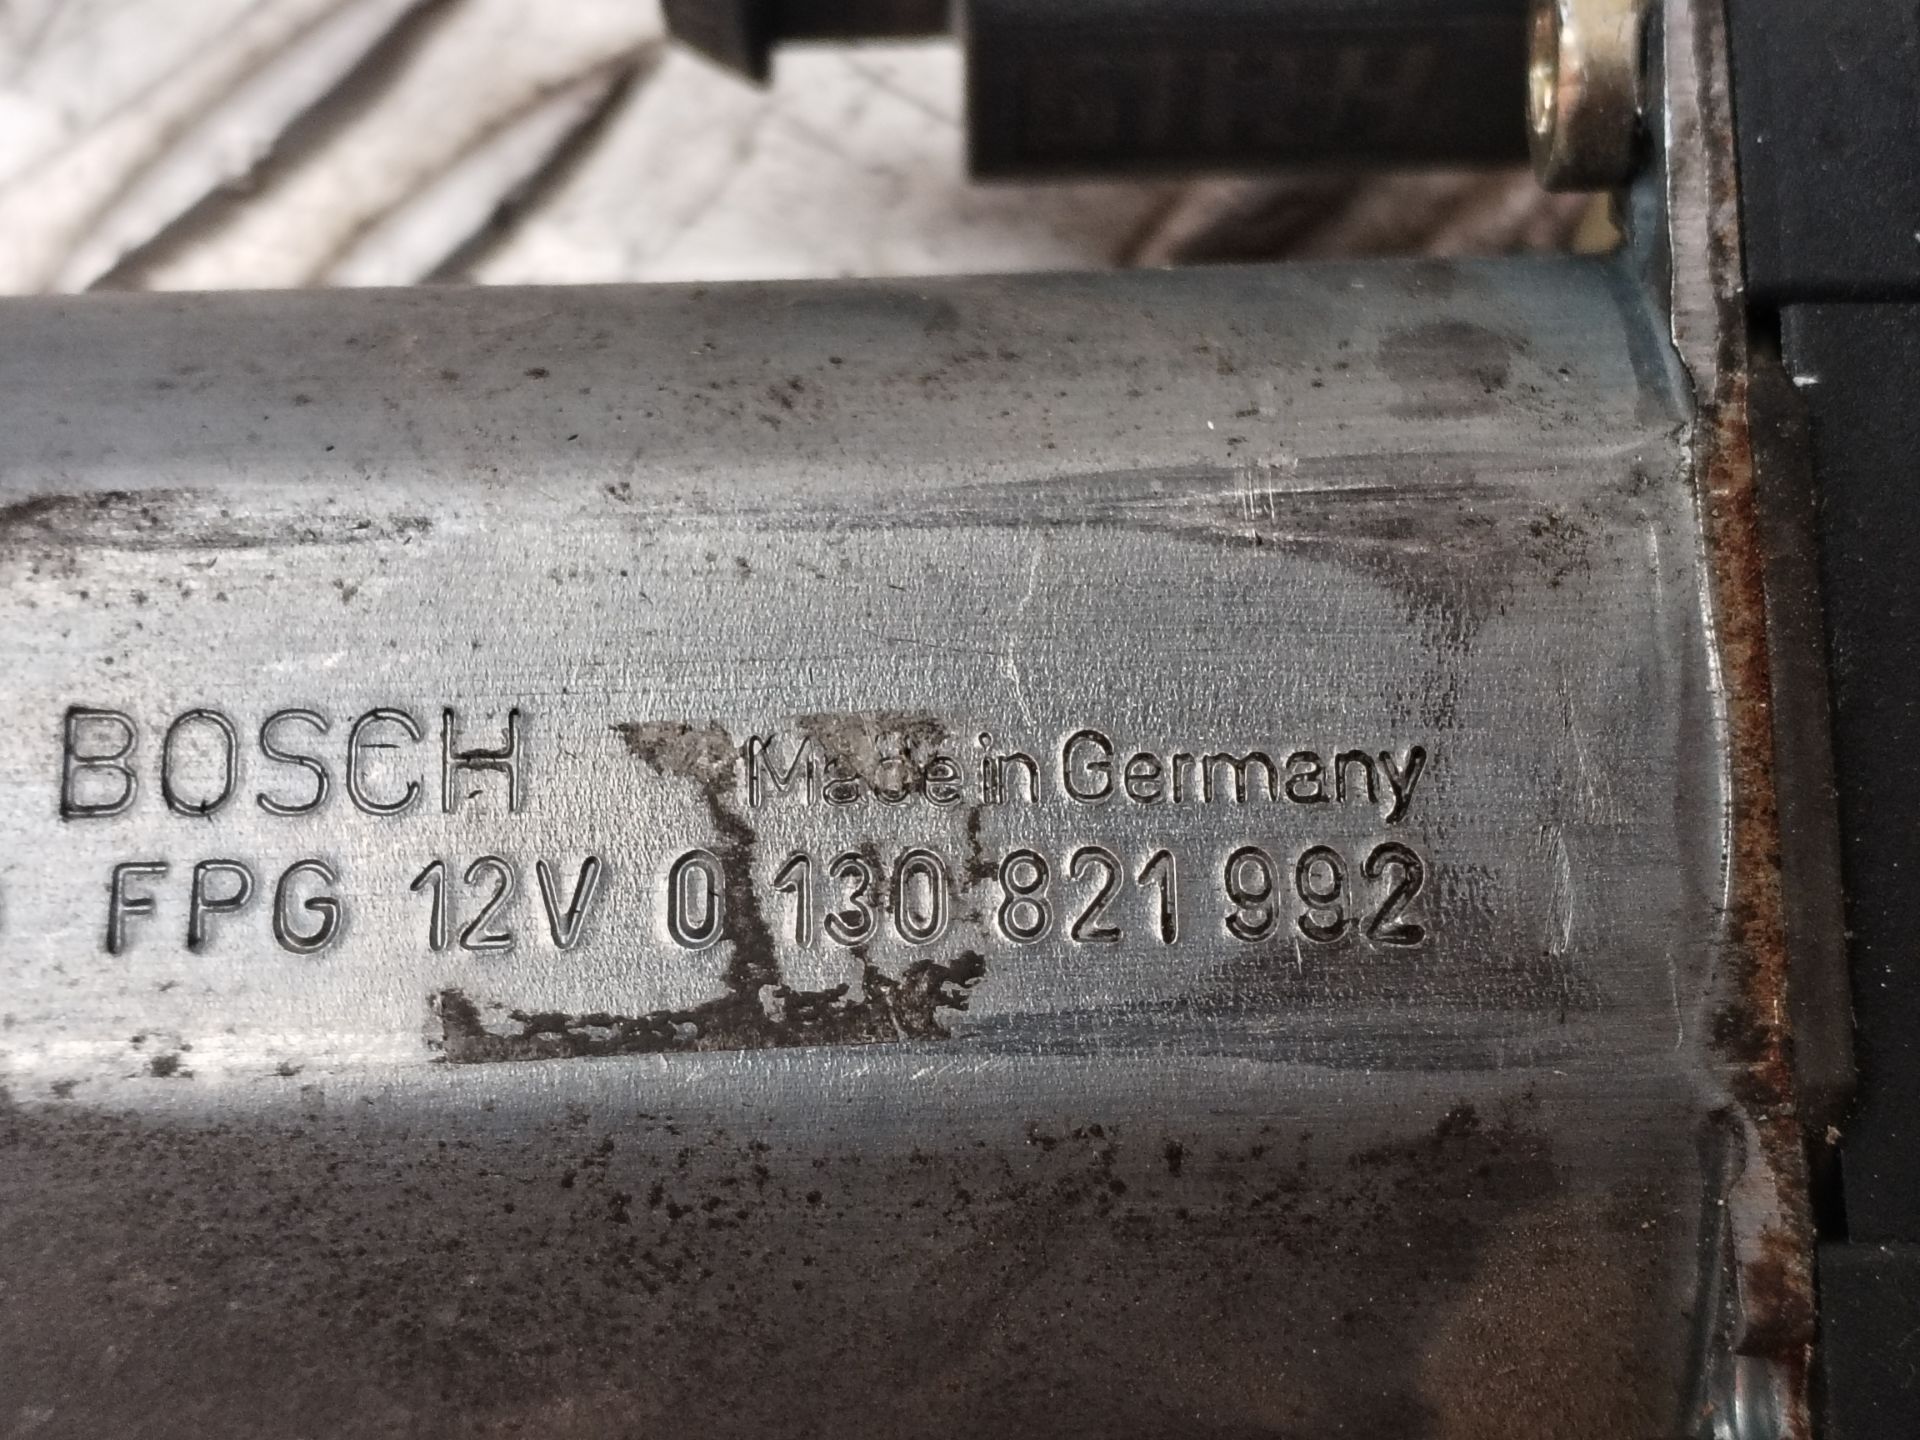 BOSCH Made in Germany
FPG 12V 0 130 821 992